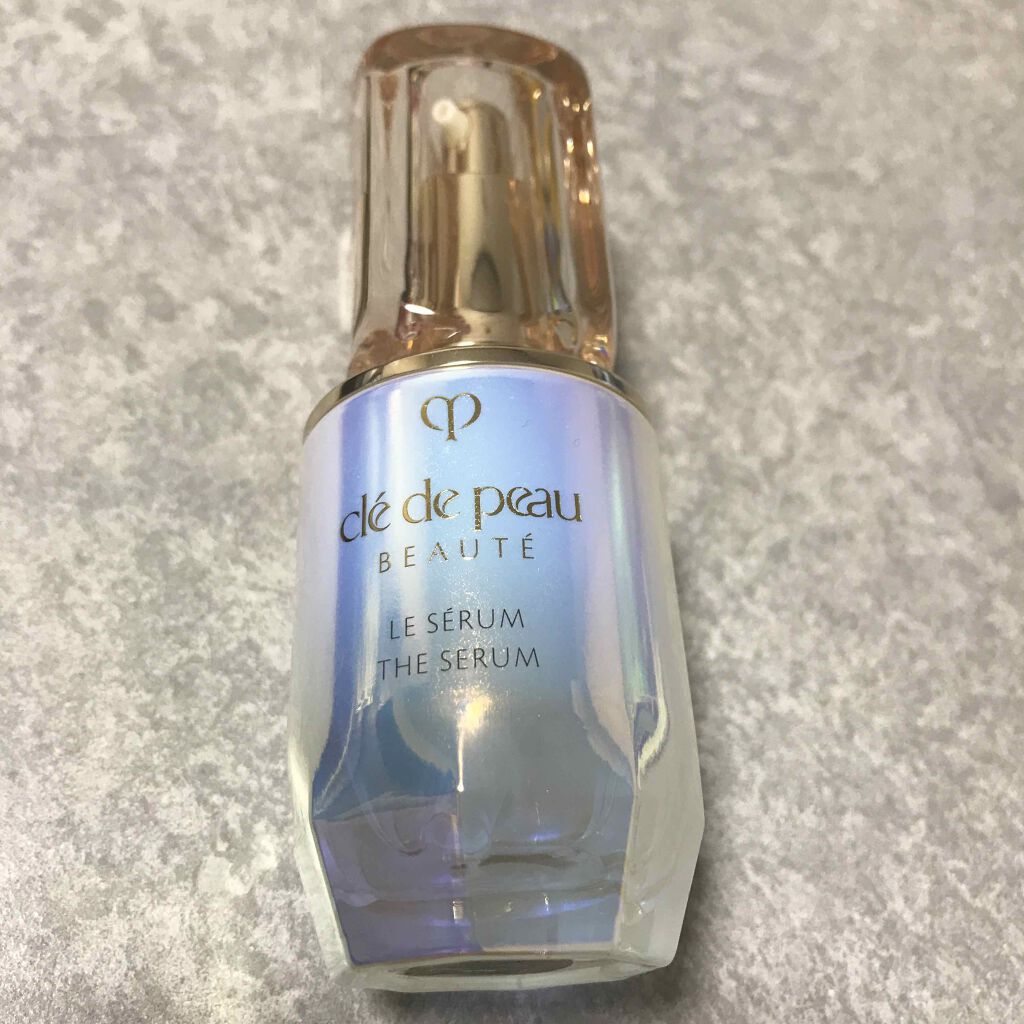 clé de peau
BEAUTÉ
LE SÉRUM
THE SERUM